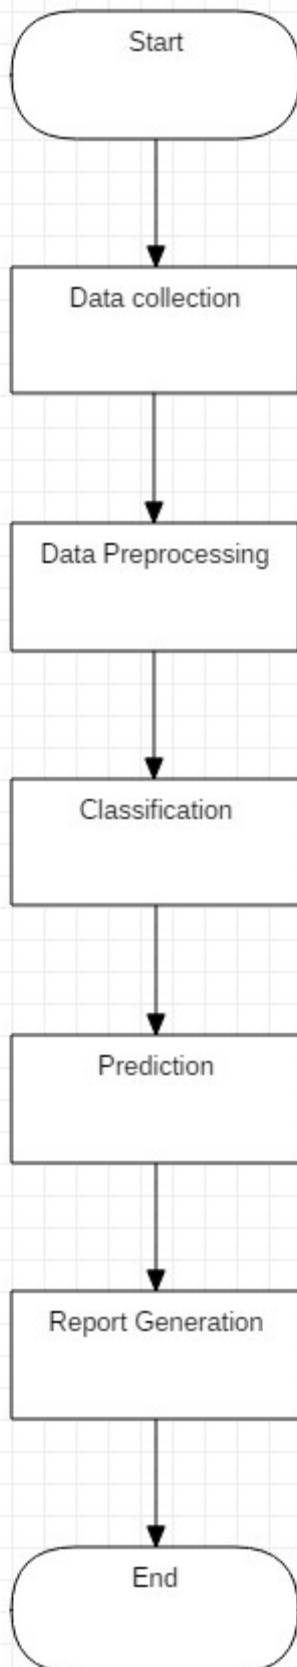 Start
Data collection
Data Preprocessing
Classification
Prediction
Report Generation
End